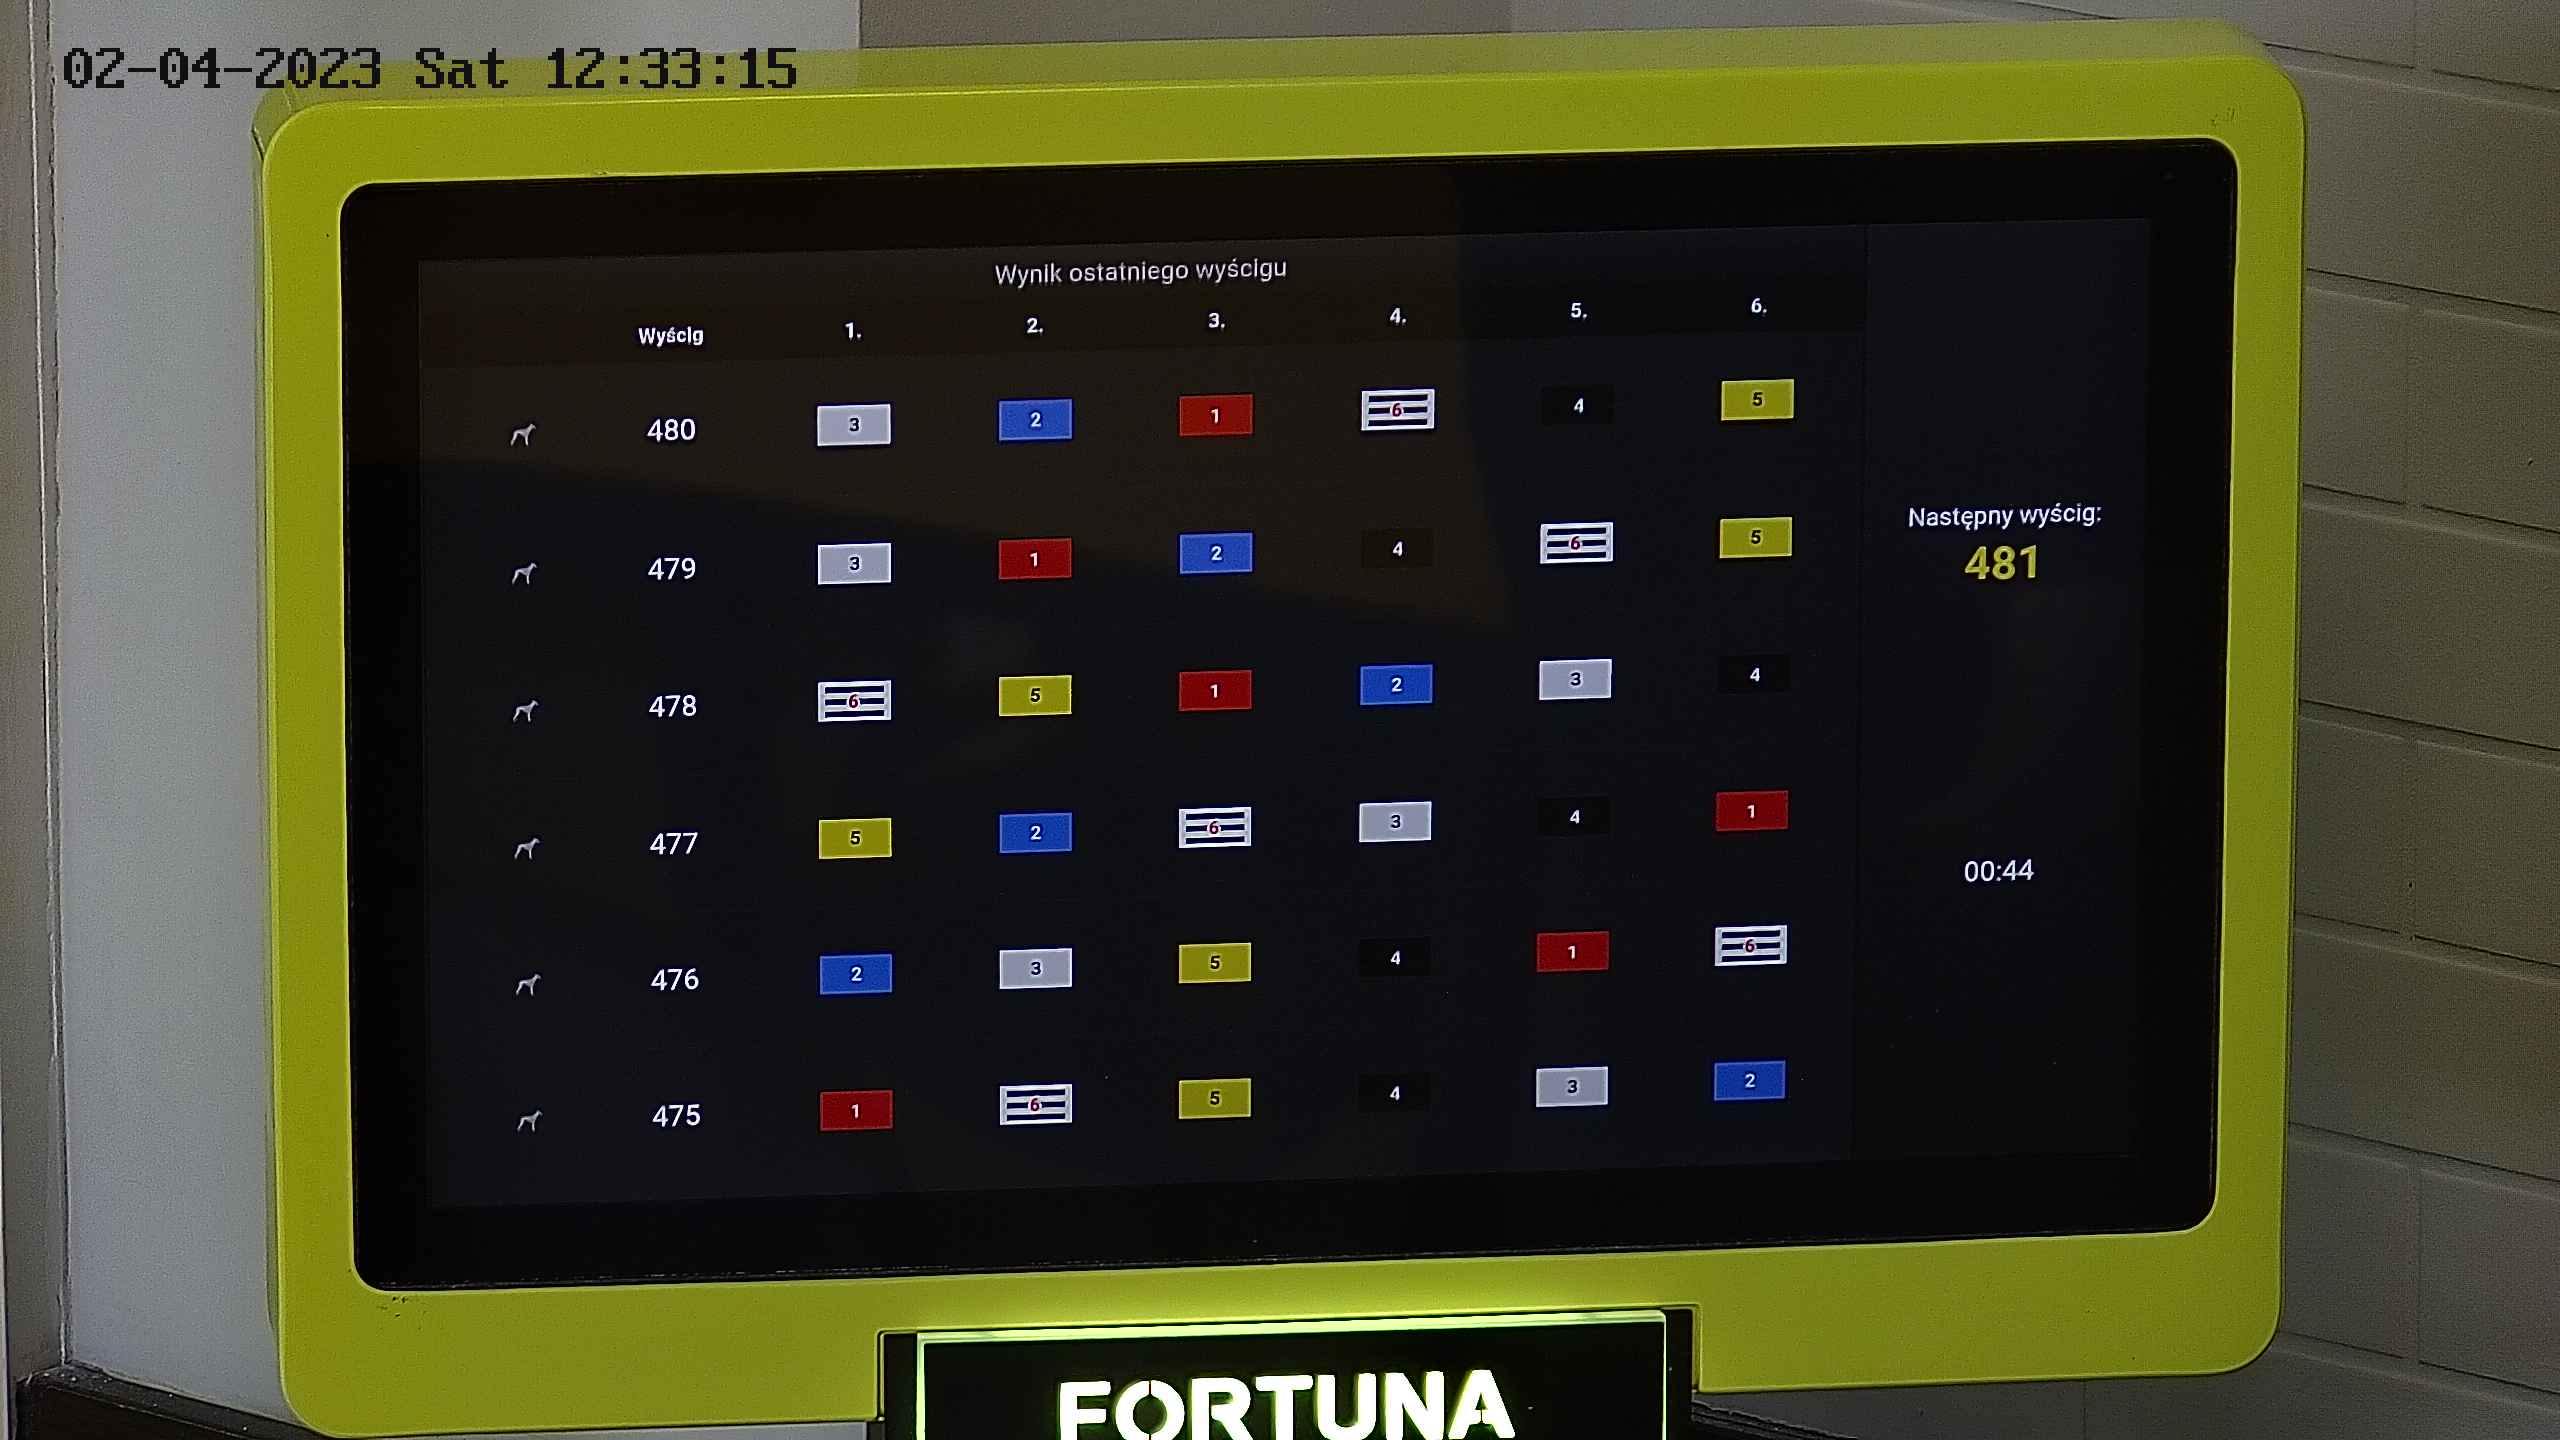 02-04-2023 Sat 12:33:15
Wynik ostatniego wyścigu
Wyścig 1. 2. 3. 4. 5. 6.
480 3 2 1 6 4 5
479 3 1 2 4 6 5
478 6 5 1 2 3 4
477 5 2 6 3 4 1
476 2 3 5 4 1 6
475 1 6 5 4 3 2
Następny wyścig:
481
00:44
FORTUNA